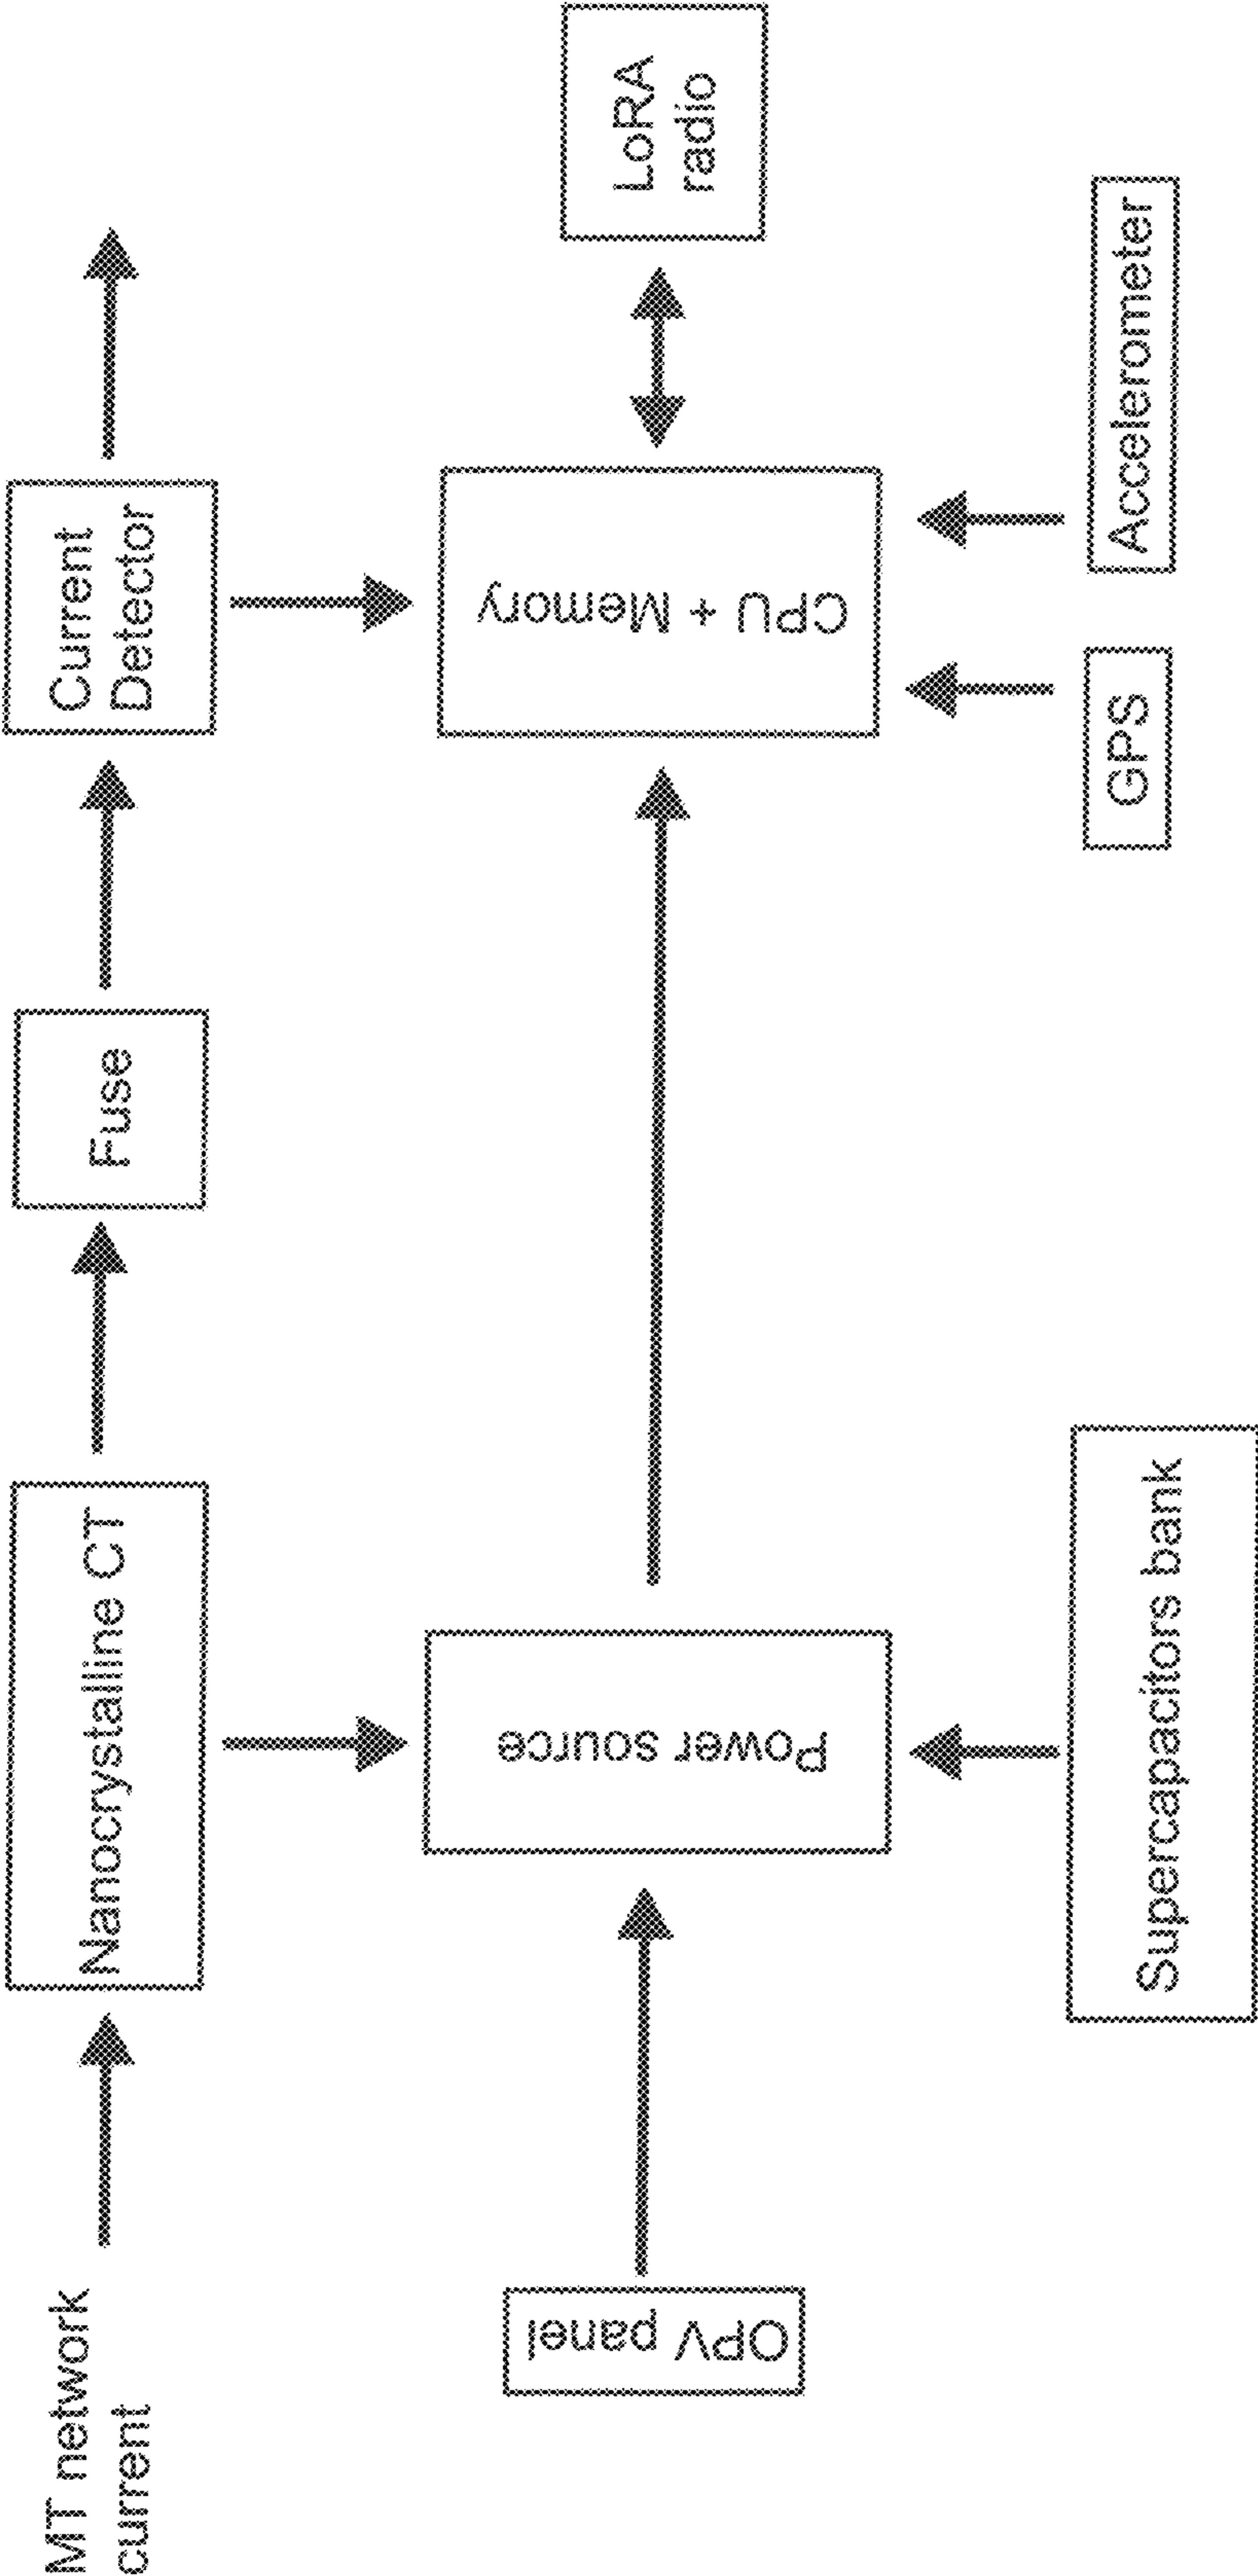 MT network
current
Nanocrystalline CT
Fuse
Current
Detector
OPV panel
Power source
CPU + Memory
LoRA
radio
Supercapacitors bank
GPS
Accelerometer